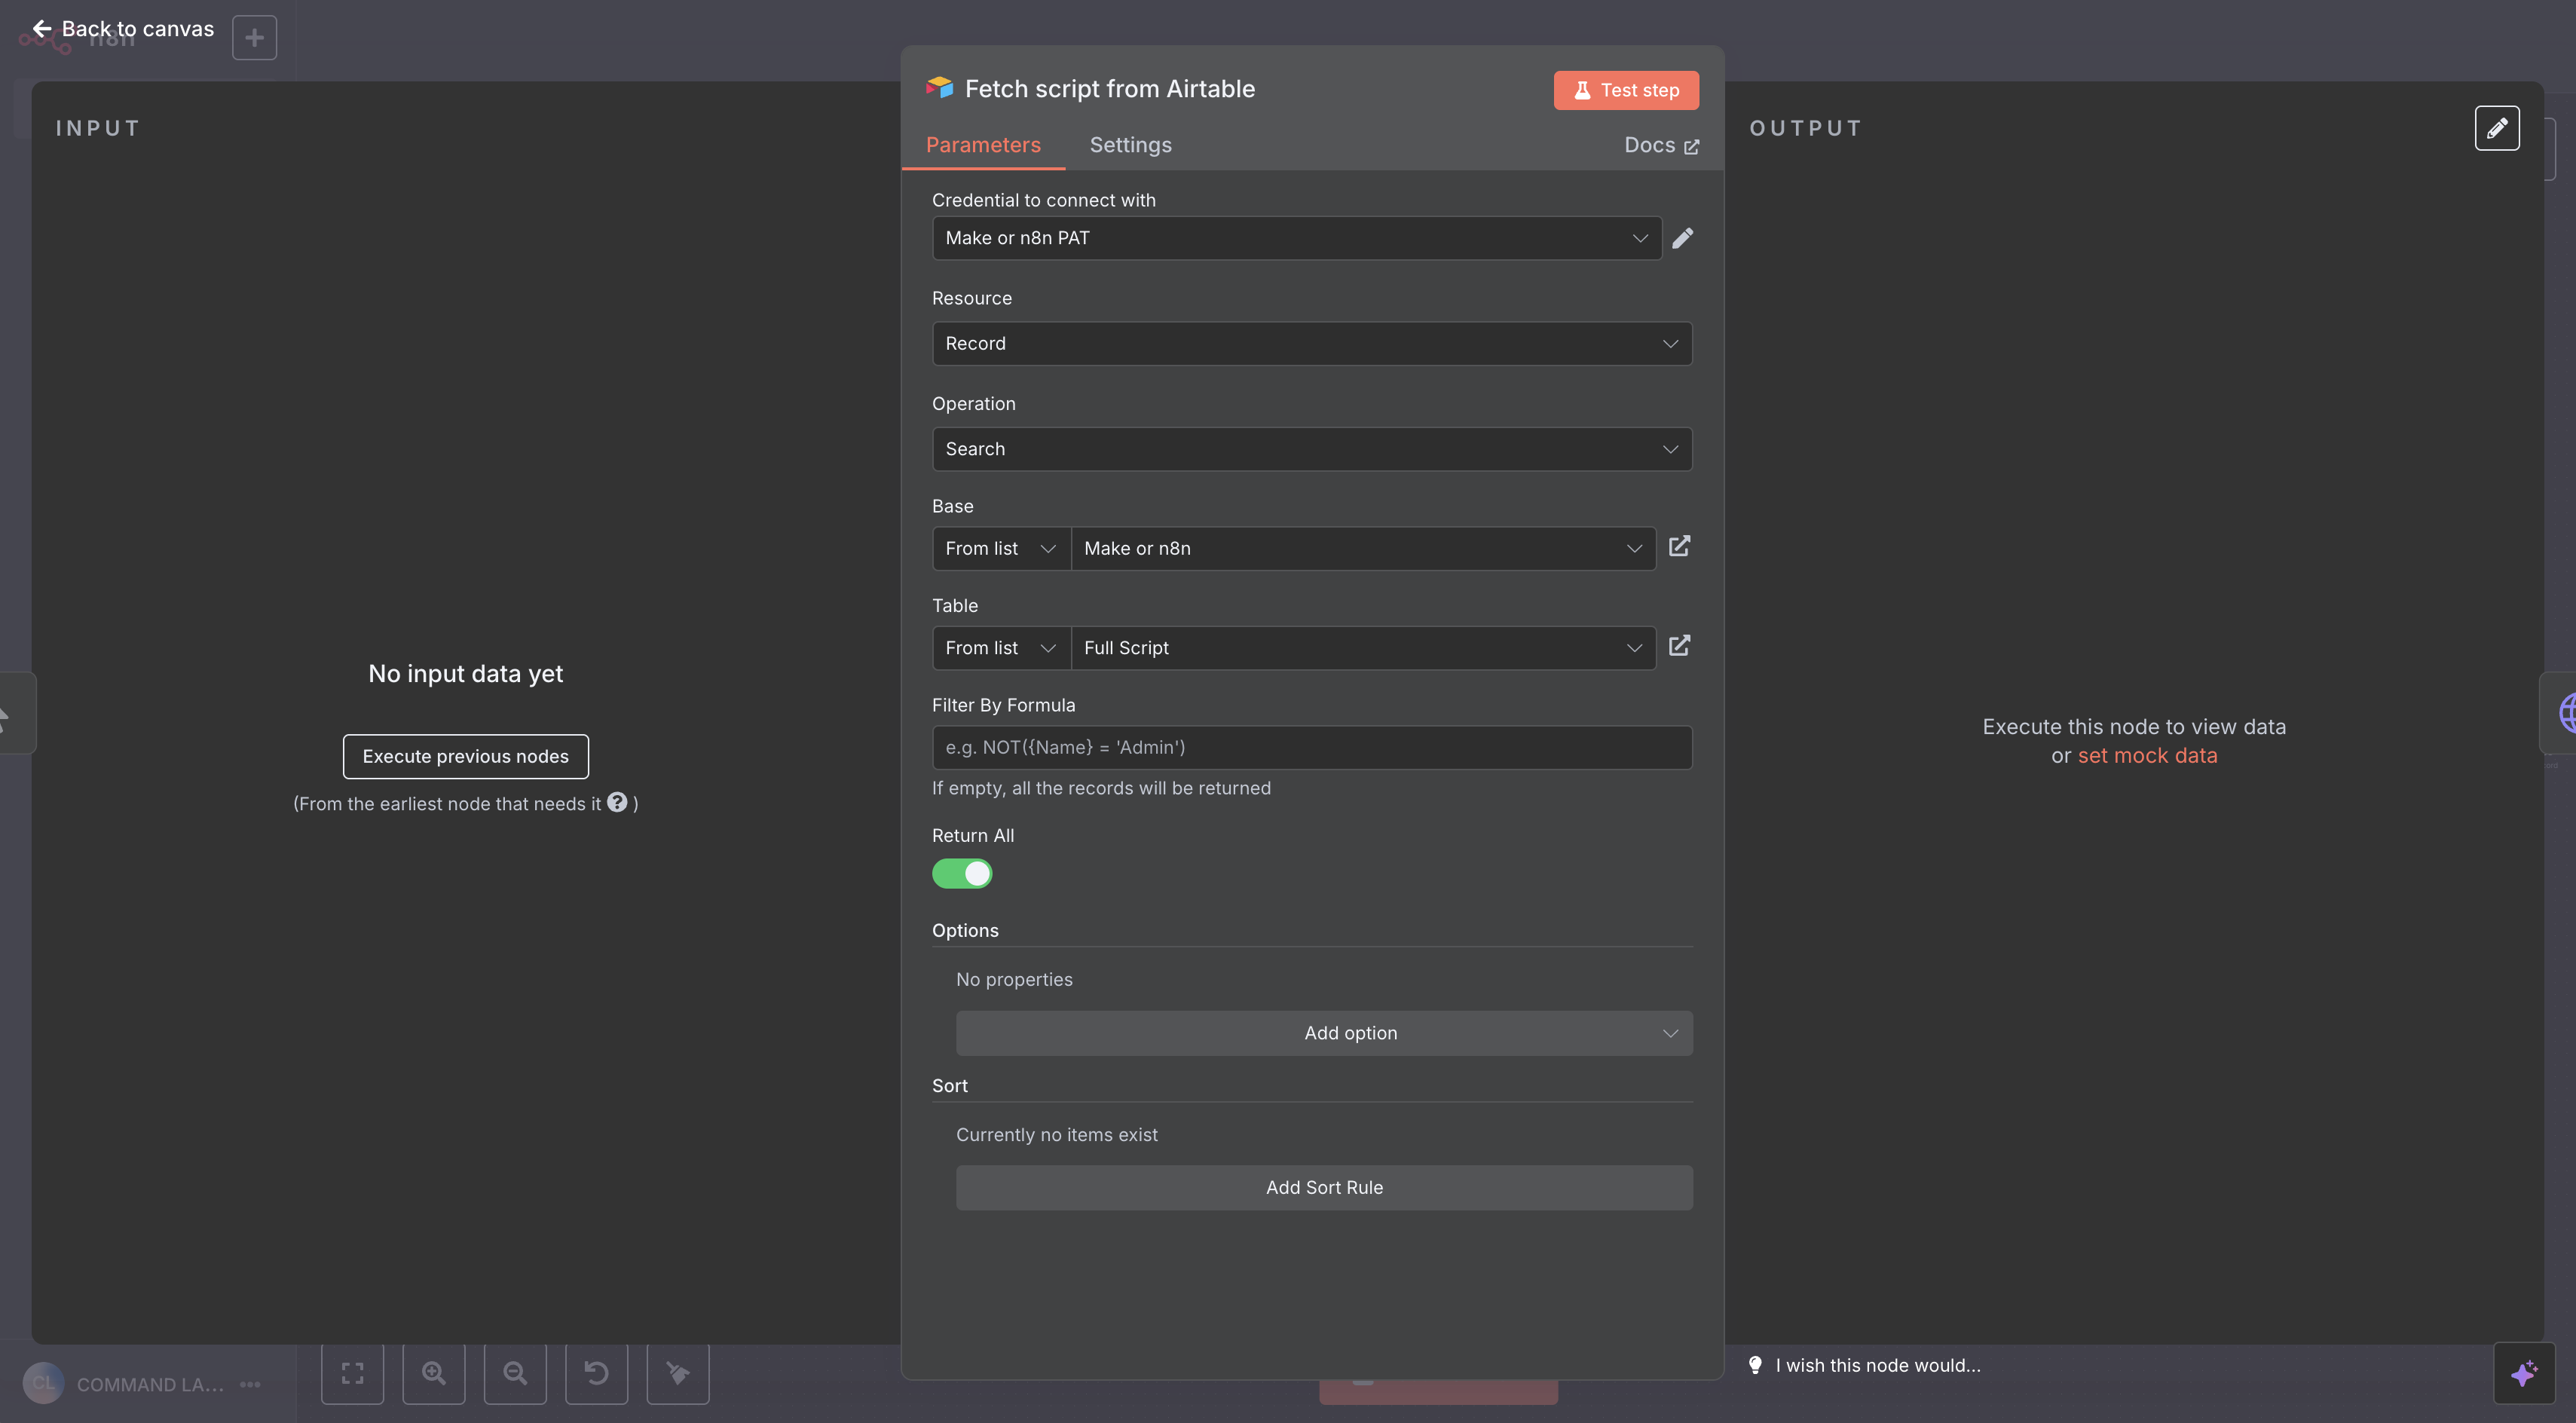 Back to canvas
n8n
INPUT
No input data yet
Execute previous nodes
(From the earliest node that needs it ? )
Fetch script from Airtable
Test step
Parameters
Settings
Docs
Credential to connect with
Make or n8n PAT
Resource
Record
Operation
Search
Base
From list
Make or n8n
Table
From list
Full Script
Filter By Formula
e.g. NOT({Name} = 'Admin')
If empty, all the records will be returned
Return All
Options
No properties
Add option
Sort
Currently no items exist
Add Sort Rule
OUTPUT
Execute this node to view data
or set mock data
I wish this node would...
CL
COMMAND LA...